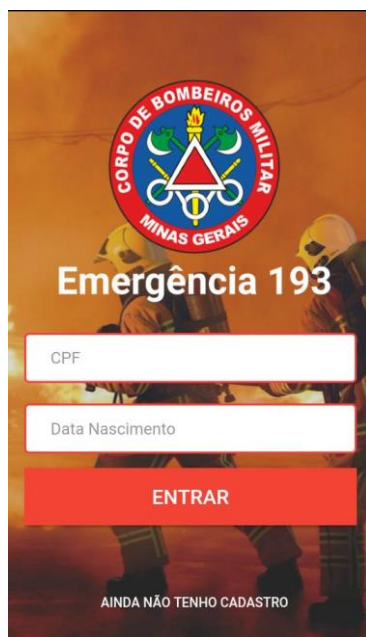 CORPO DE BOMBEIROS MILITAR
MINAS GERAIS
Emergência 193
CPF
Data Nascimento
ENTRAR
AINDA NÃO TENHO CADASTRO